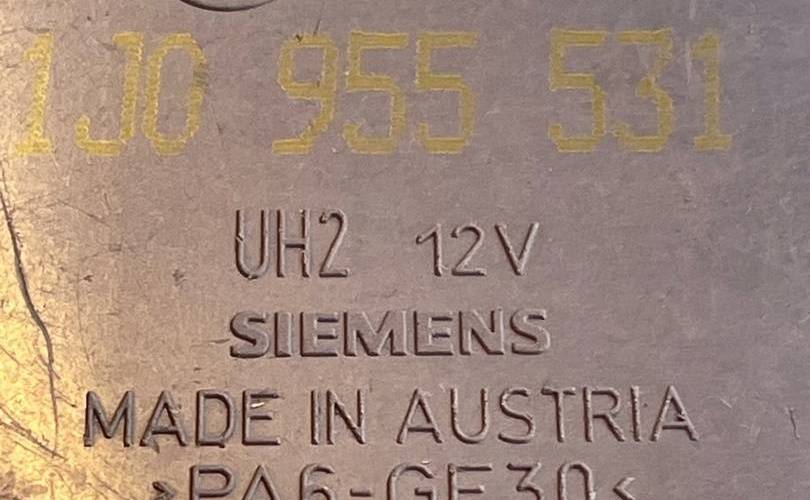 1J0 955 531
UH2 12V
SIEMENS
MADE IN AUSTRIA
>PA6-GF30<